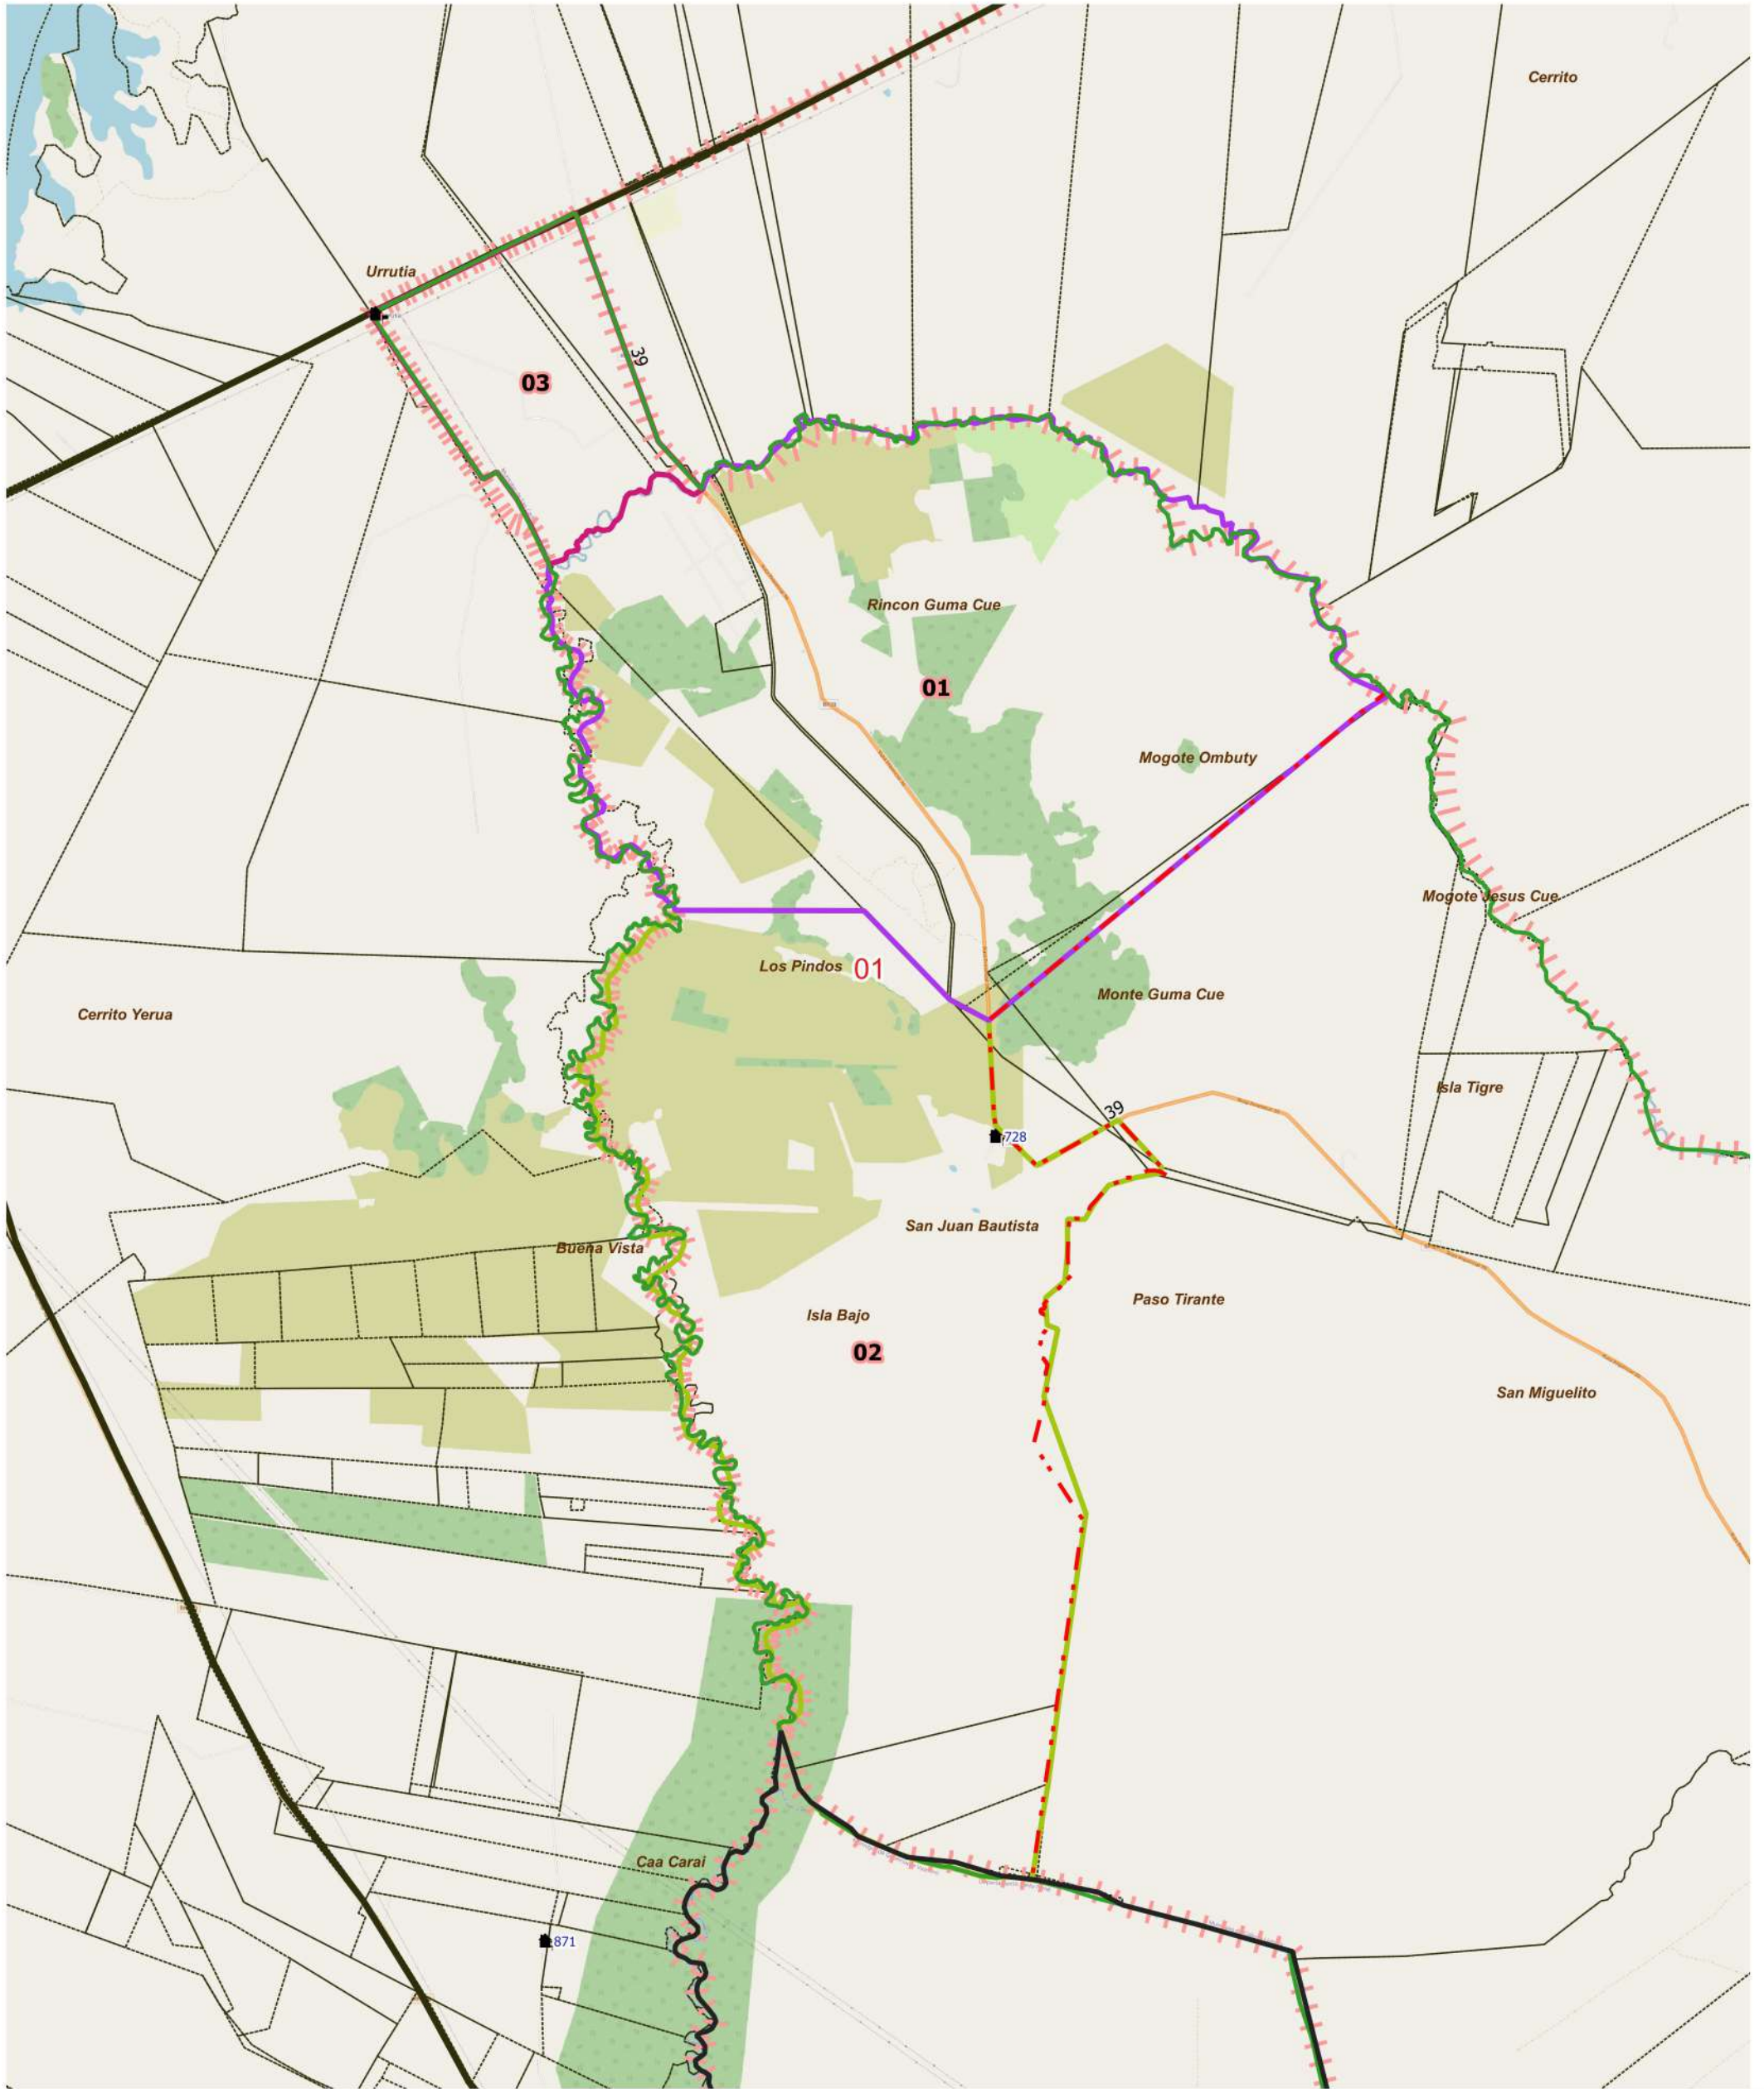 Cerrito
Urrutia
39
03
Rincon Guma Cue
01
Mogote Ombuty
Mogote Jesus Cue
Los Pindos
01
Monte Guma Cue
Cerrito Yerua
Isla Tigre
39
728
San Juan Bautista
Buena Vista
Paso Tirante
Isla Bajo
02
San Miguelito
Caa Carai
871